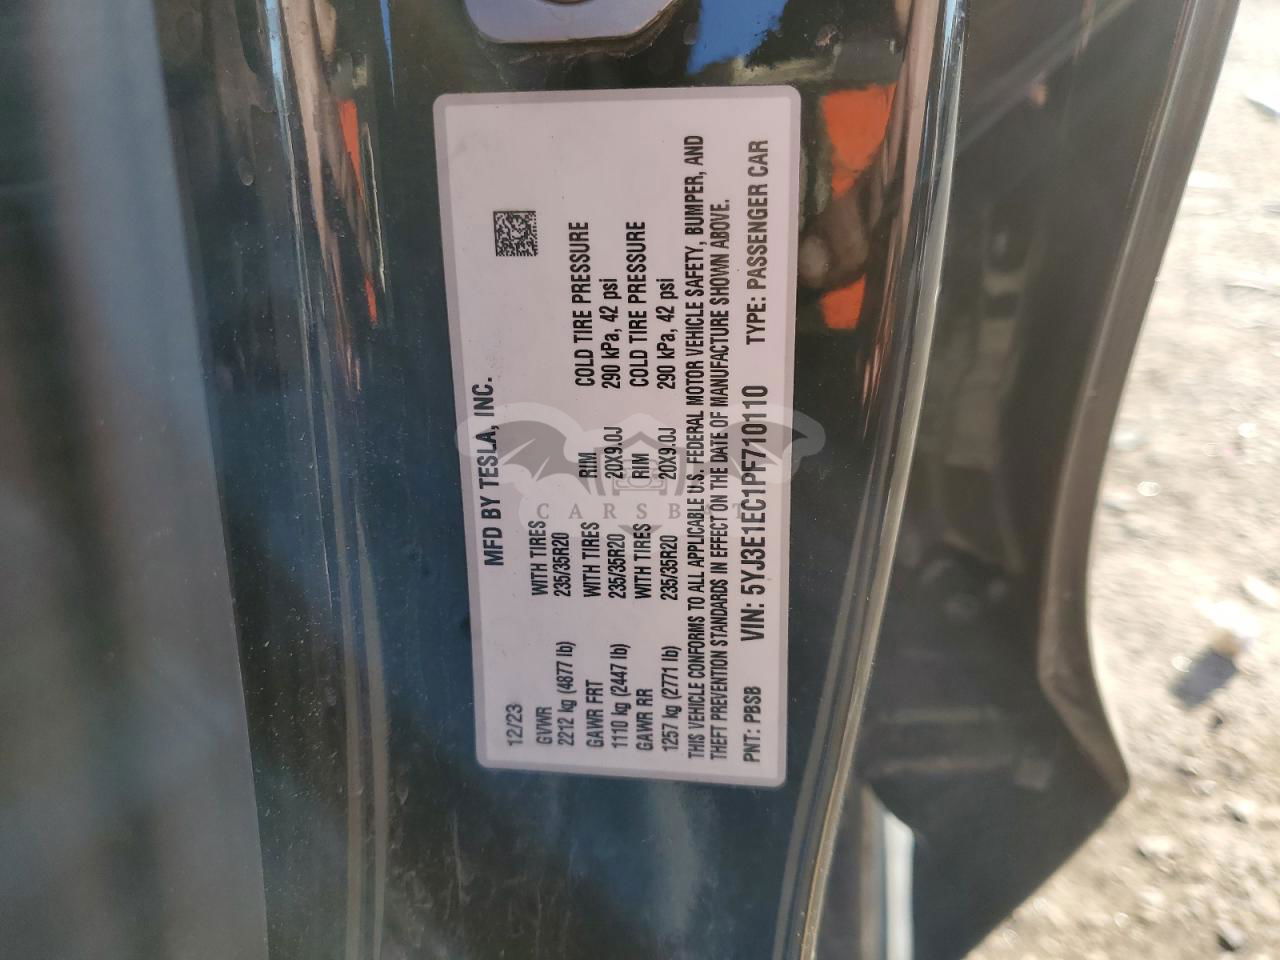 MFD BY TESLA, INC.
12/23
GVWR WITH TIRES
2212 kg (4877 lb) 235/35R20
GAWR FRT WITH TIRES RIM COLD TIRE PRESSURE
1110 kg (2447 lb) 235/35R20 20X9.0J 290 kPa, 42 psi
GAWR RR WITH TIRES RIM COLD TIRE PRESSURE
1257 kg (2771 lb) 235/35R20 20X9.0J 290 kPa, 42 psi
THIS VEHICLE CONFORMS TO ALL APPLICABLE U.S. FEDERAL MOTOR VEHICLE SAFETY, BUMPER, AND
THEFT PREVENTION STANDARDS IN EFFECT ON THE DATE OF MANUFACTURE SHOWN ABOVE.
PNT: PBSB VIN: 5YJ3E1EC1PF710110 TYPE: PASSENGER CAR
CARSBAT